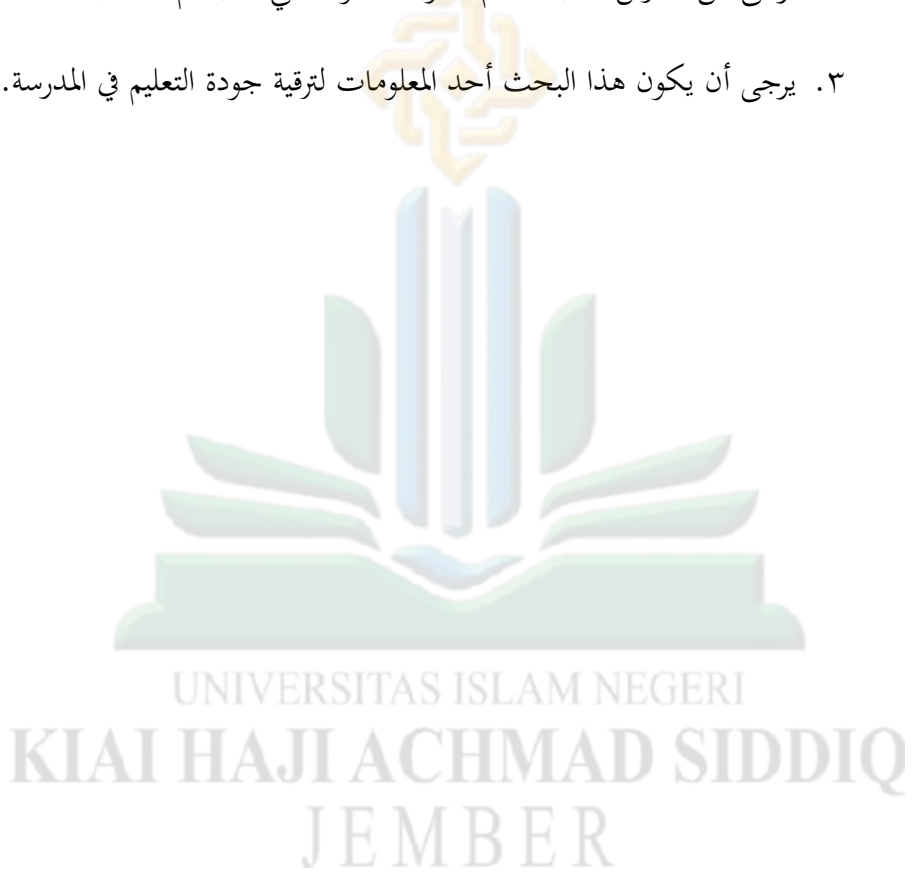 ٣. يرجى أن يكون هذا البحث أحد المعلومات لترقية جودة التعليم في المدرسة.
UNIVERSITAS ISLAM NEGERI
KIAI HAJI ACHMAD SIDDIQ
JEMBER